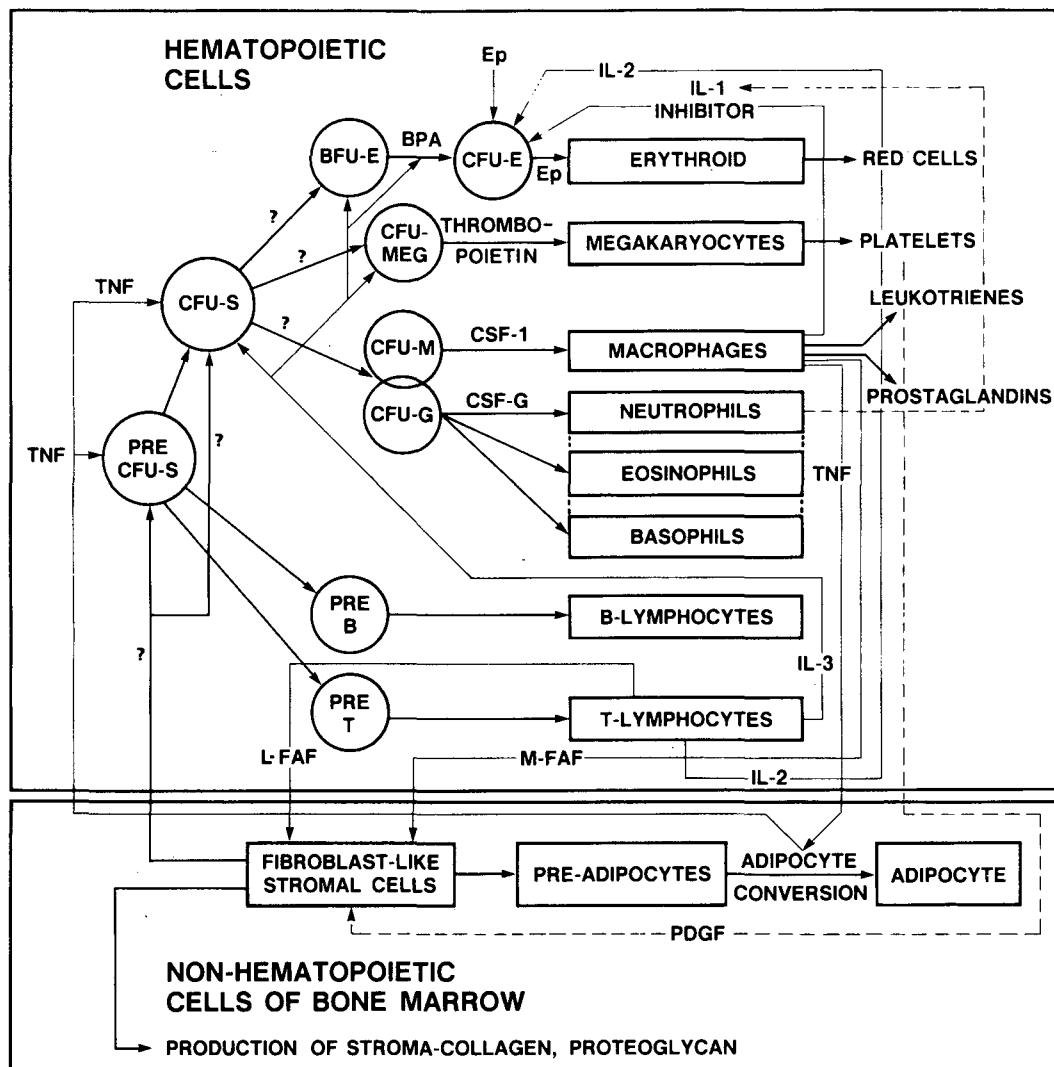 HEMATOPOIETIC
CELLS
Ep
IL-2
IL-1
INHIBITOR
BFU-E
BPA
CFU-E
Ep
ERYTHROID
RED CELLS
?
CFU-
MEG
THROMBO-
POIETIN
MEGAKARYOCYTES
PLATELETS
?
TNF
CFU-S
LEUKOTRIENES
?
CFU-M
CSF-1
MACROPHAGES
PROSTAGLANDINS
CFU-G
CSF-G
NEUTROPHILS
TNF
PRE
CFU-S
?
EOSINOPHILS
TNF
BASOPHILS
PRE
B
B-LYMPHOCYTES
?
IL-3
PRE
T
T-LYMPHOCYTES
L-FAF
M-FAF
IL-2
FIBROBLAST-LIKE
STROMAL CELLS
PRE-ADIPOCYTES
ADIPOCYTE
CONVERSION
ADIPOCYTE
PDGF
NON-HEMATOPOIETIC
CELLS OF BONE MARROW
PRODUCTION OF STROMA-COLLAGEN, PROTEOGLYCAN